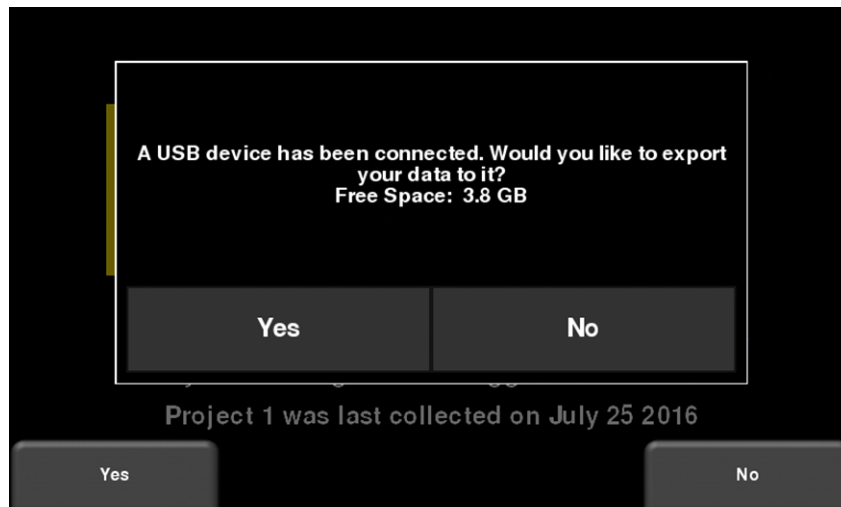 A USB device has been connected. Would you like to export
your data to it?
Free Space: 3.8 GB
Yes
No
Project 1 was last collected on July 25 2016
Yes
No